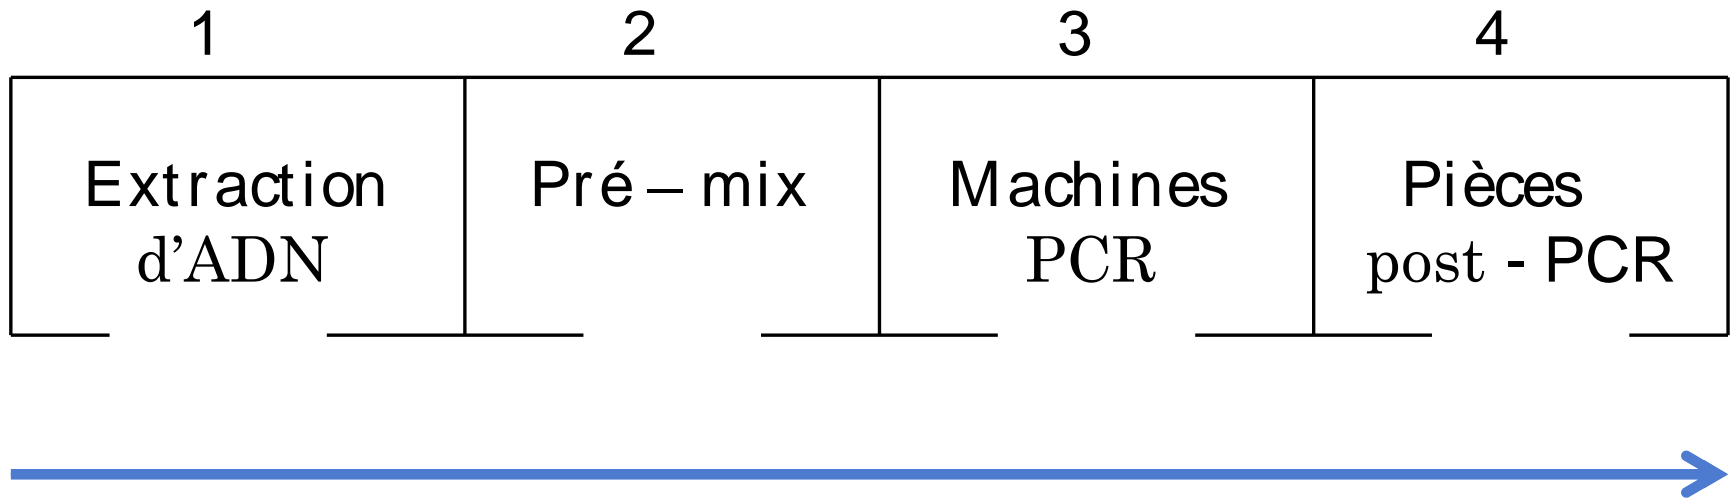 1 2 3 4
Extraction d'ADN
Pré – mix
Machines PCR
Pièces post - PCR